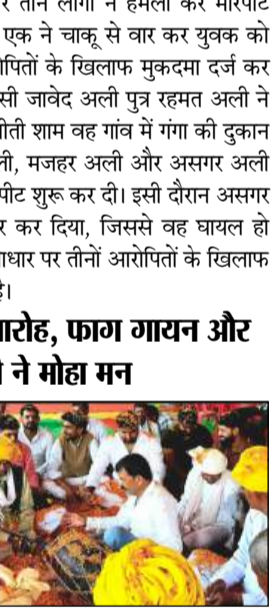 र तीन लोगों ने हमला कर मारपीट
एक ने चाकू से वार कर युवक को
पितों के खिलाफ मुकदमा दर्ज कर
सी जावेद अली पुत्र रहमत अली ने
ीती शाम वह गांव में गंगा की दुकान
ली, मजहर अली और असगर अली
पीट शुरू कर दी। इसी दौरान असगर
र कर दिया, जिससे वह घायल हो
ाधार पर तीनों आरोपितों के खिलाफ
है।
ारोह, फाग गायन और
ने मोहा मन